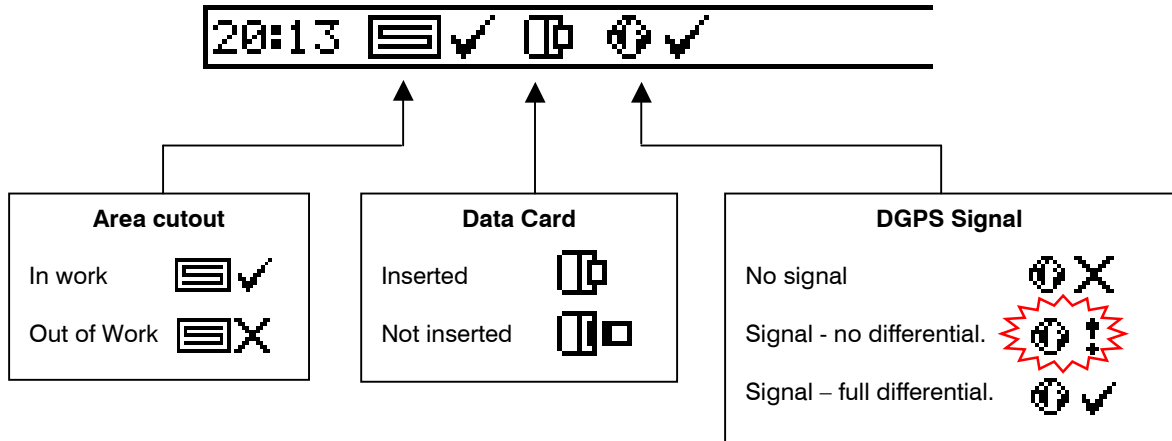 20:13
Area cutout
In work
Out of Work
Data Card
Inserted
Not inserted
DGPS Signal
No signal
Signal - no differential.
Signal – full differential.